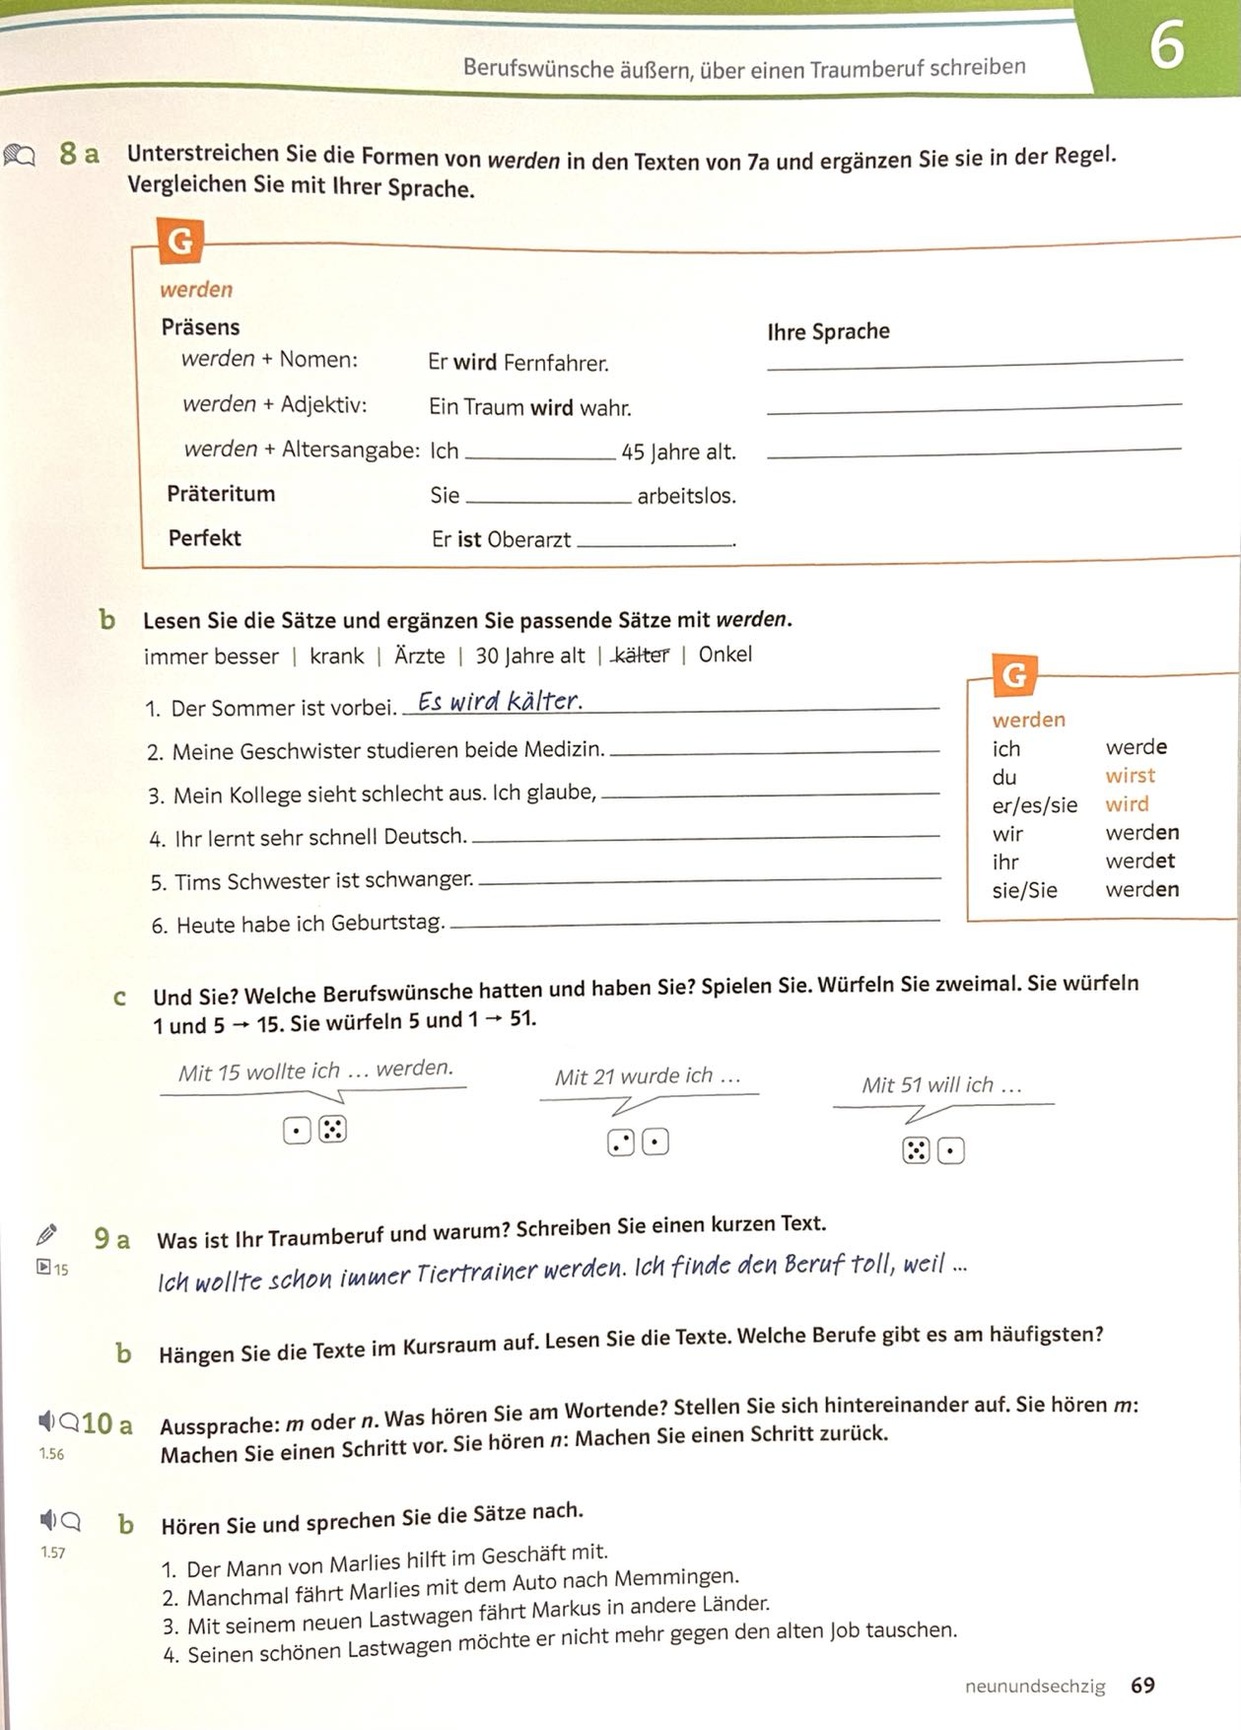 Berufswünsche äußern, über einen Traumberuf schreiben
6
8 a Unterstreichen Sie die Formen von werden in den Texten von 7a und ergänzen Sie sie in der Regel.
Vergleichen Sie mit Ihrer Sprache.
G
werden
Präsens Ihre Sprache
werden + Nomen: Er wird Fernfahrer. ____________
werden + Adjektiv: Ein Traum wird wahr. ____________
werden + Altersangabe: Ich ____________ 45 Jahre alt. ____________
Präteritum Sie ____________ arbeitslos.
Perfekt Er ist Oberarzt ____________.
b Lesen Sie die Sätze und ergänzen Sie passende Sätze mit werden.
immer besser | krank | Ärzte | 30 Jahre alt | kälter | Onkel
1. Der Sommer ist vorbei. Es wird kälter.
2. Meine Geschwister studieren beide Medizin. ____________
3. Mein Kollege sieht schlecht aus. Ich glaube, ____________
4. Ihr lernt sehr schnell Deutsch. ____________
5. Tims Schwester ist schwanger. ____________
6. Heute habe ich Geburtstag. ____________
G
werden
ich werde
du wirst
er/es/sie wird
wir werden
ihr werdet
sie/Sie werden
c Und Sie? Welche Berufswünsche hatten und haben Sie? Spielen Sie. Würfeln Sie zweimal. Sie würfeln
1 und 5 → 15. Sie würfeln 5 und 1 → 51.
Mit 15 wollte ich ... werden.
Mit 21 wurde ich ...
Mit 51 will ich ...
9 a Was ist Ihr Traumberuf und warum? Schreiben Sie einen kurzen Text.
15
Ich wollte schon immer Tiertrainer werden. Ich finde den Beruf toll, weil ...
b Hängen Sie die Texte im Kursraum auf. Lesen Sie die Texte. Welche Berufe gibt es am häufigsten?
10 a Aussprache: m oder n. Was hören Sie am Wortende? Stellen Sie sich hintereinander auf. Sie hören m:
1.56 Machen Sie einen Schritt vor. Sie hören n: Machen Sie einen Schritt zurück.
b Hören Sie und sprechen Sie die Sätze nach.
1.57
1. Der Mann von Marlies hilft im Geschäft mit.
2. Manchmal fährt Marlies mit dem Auto nach Memmingen.
3. Mit seinem neuen Lastwagen fährt Markus in andere Länder.
4. Seinen schönen Lastwagen möchte er nicht mehr gegen den alten Job tauschen.
neunundsechzig 69